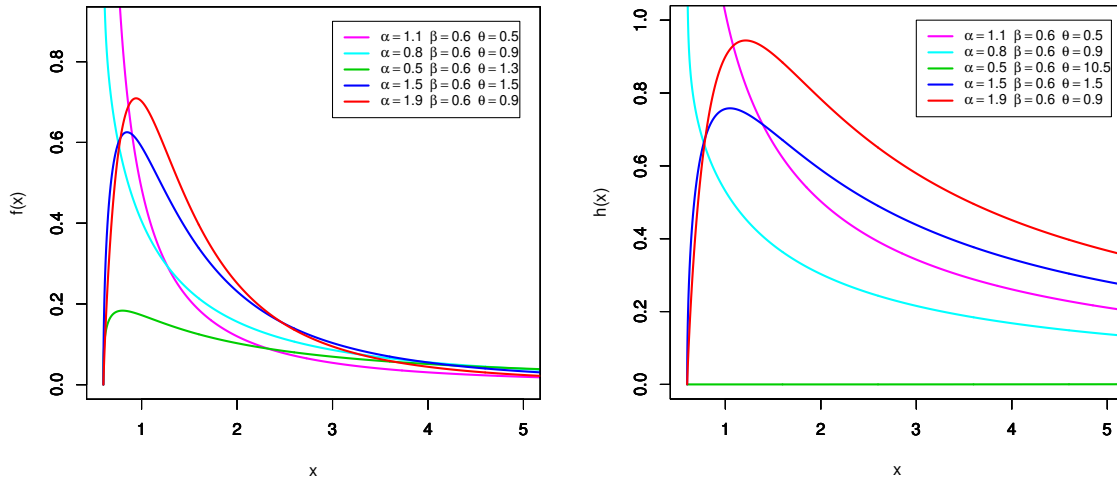 f(x)
0.0 0.2 0.4 0.6 0.8
α = 1.1 β = 0.6 θ = 0.5
α = 0.8 β = 0.6 θ = 0.9
α = 0.5 β = 0.6 θ = 1.3
α = 1.5 β = 0.6 θ = 1.5
α = 1.9 β = 0.6 θ = 0.9
1 2 3 4 5
x
h(x)
0.0 0.2 0.4 0.6 0.8 1.0
α = 1.1 β = 0.6 θ = 0.5
α = 0.8 β = 0.6 θ = 0.9
α = 0.5 β = 0.6 θ = 10.5
α = 1.5 β = 0.6 θ = 1.5
α = 1.9 β = 0.6 θ = 0.9
1 2 3 4 5
x